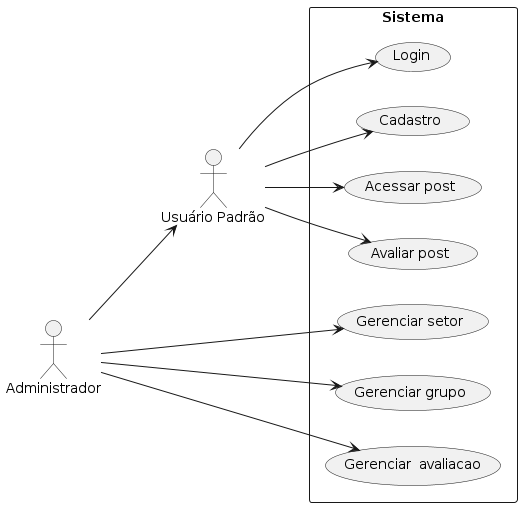 Sistema
Login
Cadastro
Acessar post
Usuário Padrão
Avaliar post
Gerenciar setor
Administrador
Gerenciar grupo
Gerenciar  avaliacao